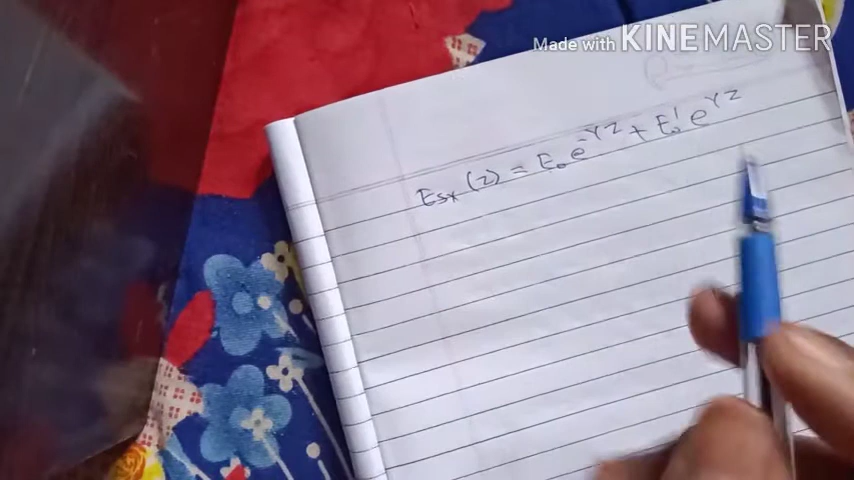 Made with KINEMASTER
Esx (z) = E₀ e^-γz + E₀' e^γz